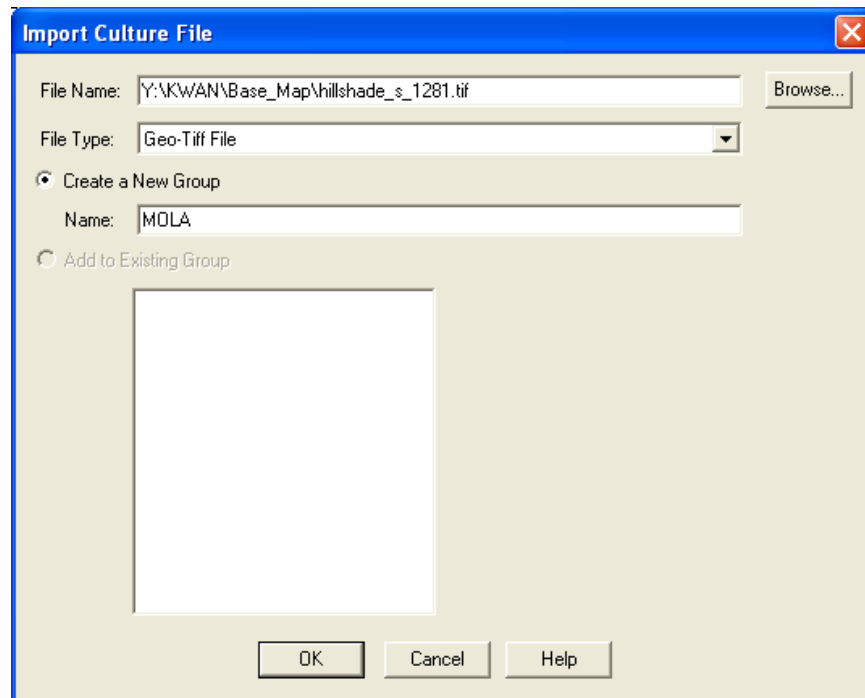 Import Culture File
File Name: Y:\KWAN\Base_Map\hillshade_s_1281.tif Browse...
File Type: Geo-Tiff File
Create a New Group
Name: MOLA
Add to Existing Group
OK Cancel Help